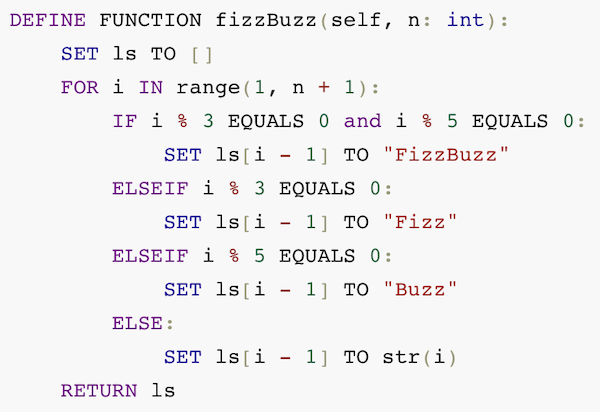 DEFINE FUNCTION fizzBuzz(self, n: int):
    SET ls TO []
    FOR i IN range(1, n + 1):
        IF i % 3 EQUALS 0 and i % 5 EQUALS 0:
            SET ls[i - 1] TO "FizzBuzz"
        ELSEIF i % 3 EQUALS 0:
            SET ls[i - 1] TO "Fizz"
        ELSEIF i % 5 EQUALS 0:
            SET ls[i - 1] TO "Buzz"
        ELSE:
            SET ls[i - 1] TO str(i)
    RETURN ls